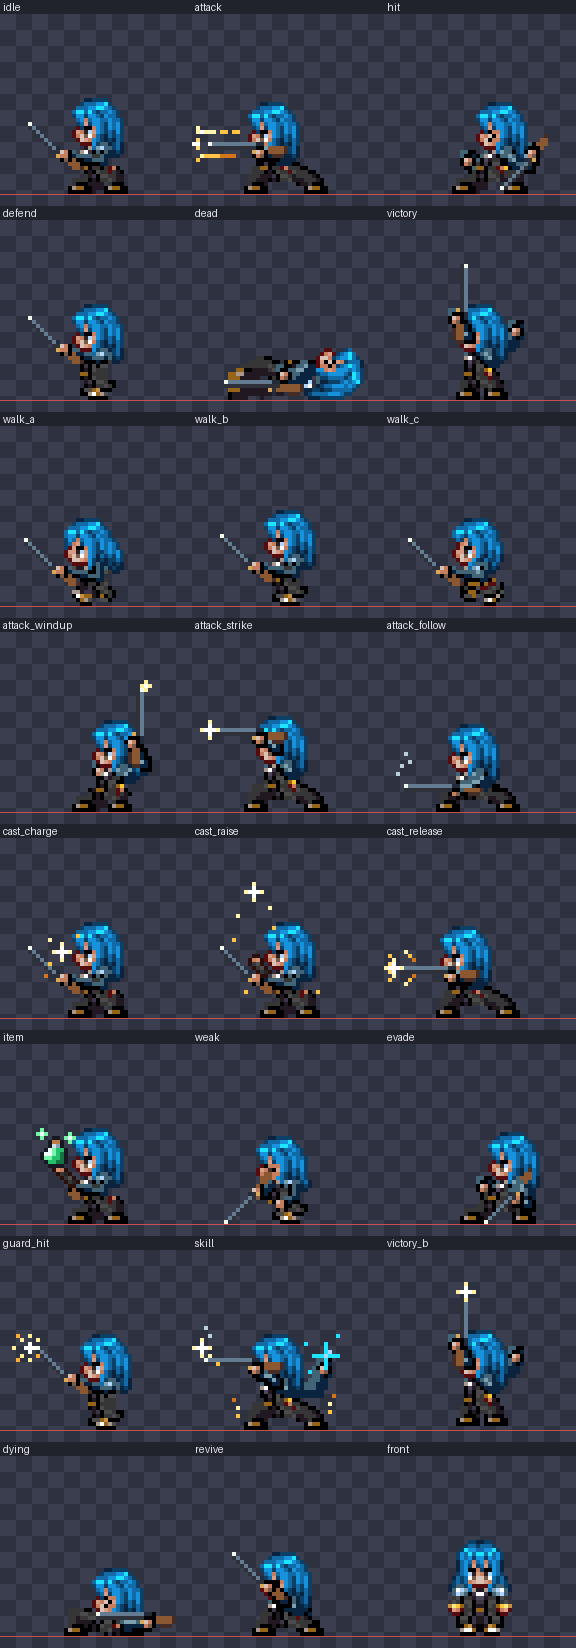 idle attack hit
defend dead victory
walk_a walk_b walk_c
attack_windup attack_strike attack_follow
cast_charge cast_raise cast_release
item weak evade
guard_hit skill victory_b
dying revive front